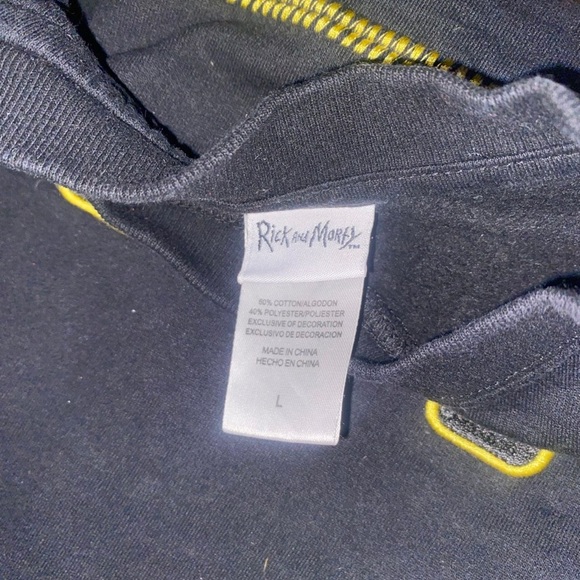 RICK AND MORTY™
60% COTTON/ALGODON
40% POLYESTER/POLIESTER
EXCLUSIVE OF DECORATION
EXCLUSIVO DE DECORACION
MADE IN CHINA
HECHO EN CHINA
L